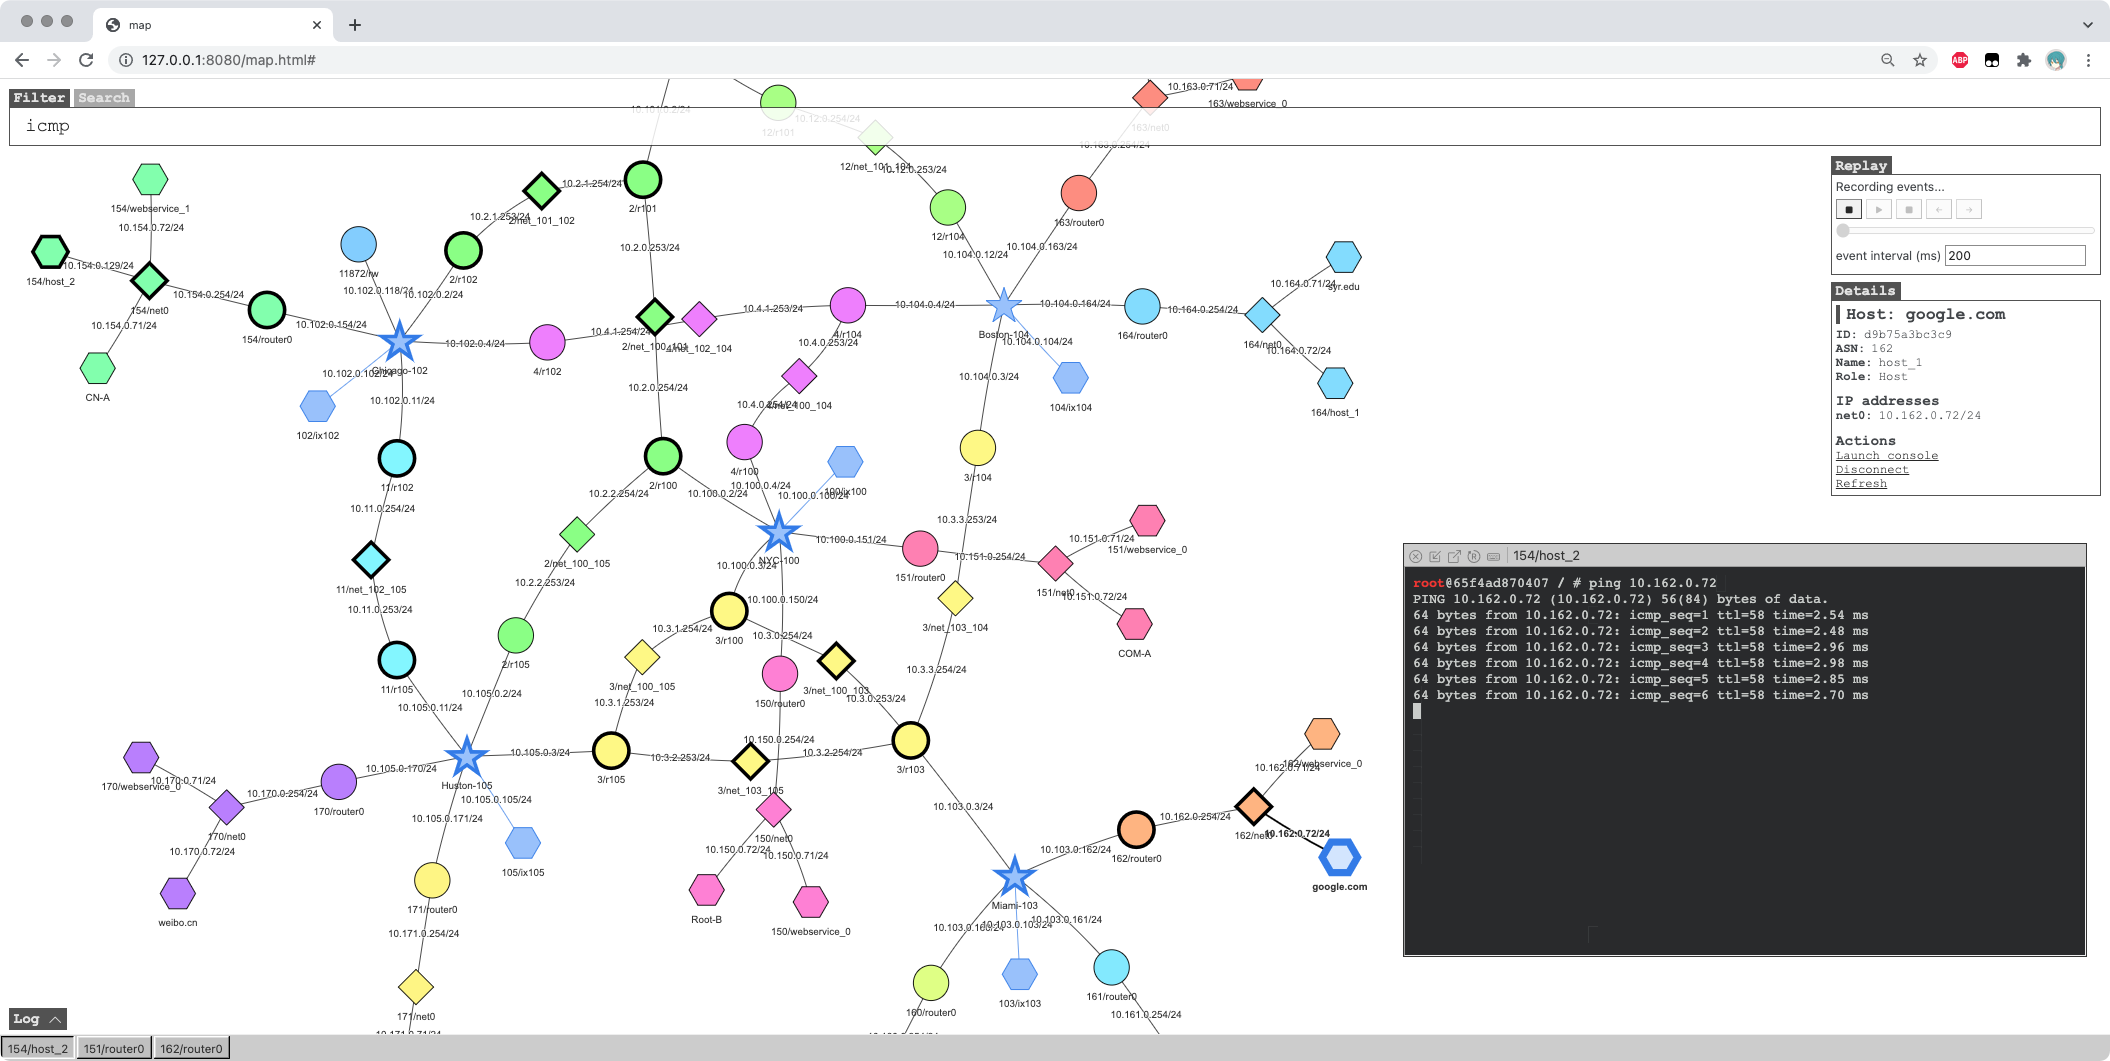 map
127.0.0.1:8080/map.html#
ABP
Filter Search
icmp
10.12.0.254/24
12/r101
10.163.0.71/24
163/webservice_0
163/net0
12/net_101_104
10.12.0.253/24
154/webservice_1
10.154.0.72/24
10.154.0.129/24
154/host_2
154/net0
10.154.0.254/24
10.154.0.71/24
CN-A
154/router0
10.102.0.154/24
11872/rw
10.102.0.118/24
10.2.1.254/24
10.2.1.253/24
2/net_101_102
2/r101
2/r102
10.102.0.2/24
10.2.0.253/24
12/r104
10.104.0.12/24
163/router0
10.104.0.163/24
10.164.0.71/24
syr.edu
Chicago-102
10.102.0.102/24
102/ix102
10.102.0.4/24
4/r102
10.4.1.254/24
2/net_100_101
4/net_102_104
10.4.1.253/24
4/r104
10.104.0.4/24
Boston-104
10.104.0.104/24
10.104.0.164/24
164/router0
10.164.0.254/24
164/net0
10.164.0.72/24
164/host_1
10.102.0.11/24
10.2.0.254/24
10.4.0.253/24
10.4.0.254/24
4/net_100_104
10.104.0.3/24
104/ix104
11/r102
10.11.0.254/24
2/r100
10.2.2.254/24
10.100.0.2/24
4/r100
10.100.0.4/24
10.100.0.100/24
100/ix100
3/r104
10.3.3.253/24
11/net_102_105
10.11.0.253/24
2/net_100_105
10.2.2.253/24
NYC-100
10.100.0.3/24
10.100.0.151/24
151/router0
10.151.0.254/24
10.151.0.71/24
151/webservice_0
151/net0
10.151.0.72/24
COM-A
10.100.0.150/24
3/r100
10.3.1.254/24
10.3.0.254/24
3/net_103_104
11/r105
10.105.0.11/24
2/r105
10.105.0.2/24
3/net_100_105
10.3.1.253/24
3/net_100_103
10.3.0.253/24
150/router0
10.3.3.254/24
10.150.0.254/24
10.3.2.254/24
3/r103
170/webservice_0
10.170.0.71/24
10.105.0.170/24
Huston-105
10.105.0.3/24
3/r105
10.3.2.253/24
3/net_103_105
10.170.0.254/24
170/router0
170/net0
10.170.0.72/24
weibo.cn
10.105.0.105/24
105/ix105
10.105.0.171/24
171/router0
10.171.0.254/24
171/net0
10.171.0.71/24
150/net0
10.150.0.72/24
10.150.0.71/24
Root-B
150/webservice_0
10.103.0.3/24
10.103.0.162/24
162/router0
10.162.0.254/24
162/net0
10.162.0.71/24
162/webservice_0
10.162.0.72/24
google.com
Miami-103
10.103.0.161/24
10.103.0.103/24
103/ix103
160/router0
161/router0
10.161.0.254/24
Replay
Recording events...
event interval (ms) 200
Details
Host: google.com
ID: d9b75a3bc3c9
ASN: 162
Name: host_1
Role: Host
IP addresses
net0: 10.162.0.72/24
Actions
Launch console
Disconnect
Refresh
154/host_2
root@65f4ad870407 / # ping 10.162.0.72
PING 10.162.0.72 (10.162.0.72) 56(84) bytes of data.
64 bytes from 10.162.0.72: icmp_seq=1 ttl=58 time=2.54 ms
64 bytes from 10.162.0.72: icmp_seq=2 ttl=58 time=2.48 ms
64 bytes from 10.162.0.72: icmp_seq=3 ttl=58 time=2.96 ms
64 bytes from 10.162.0.72: icmp_seq=4 ttl=58 time=2.98 ms
64 bytes from 10.162.0.72: icmp_seq=5 ttl=58 time=2.85 ms
64 bytes from 10.162.0.72: icmp_seq=6 ttl=58 time=2.70 ms
Log
154/host_2 151/router0 162/router0